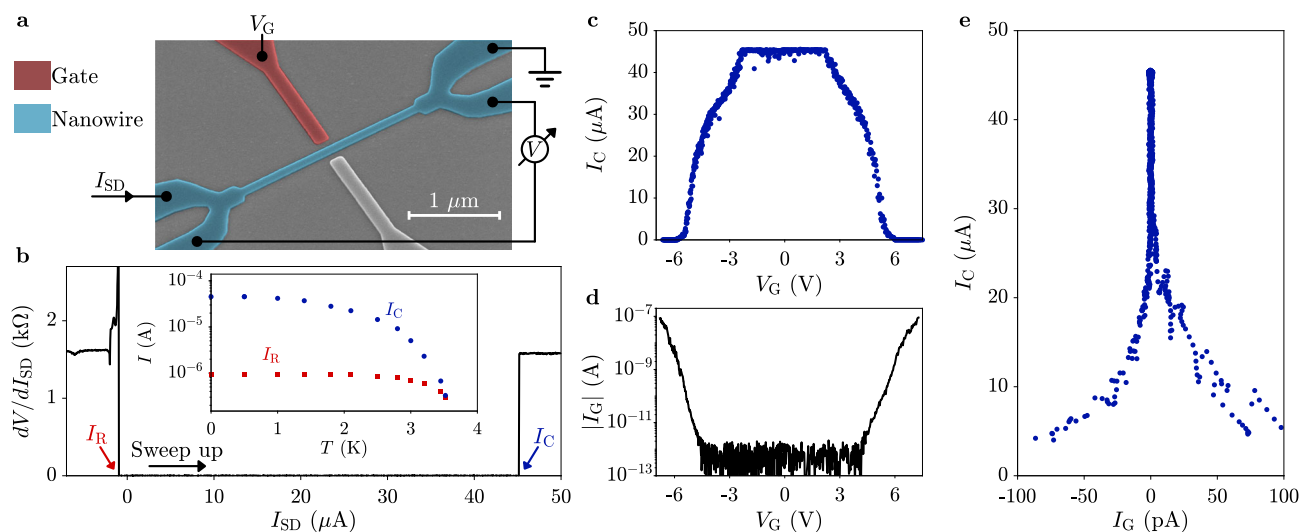 a
V_G
Gate
Nanowire
I_SD
V
1 μm
b
dV/dI_SD (kΩ)
2
1
0
I_R
Sweep up
I_C
0
10
20
30
40
50
I_SD (μA)
I (A)
10⁻⁴
10⁻⁵
10⁻⁶
I_C
I_R
0
1
2
3
4
T (K)
c
I_C (μA)
50
40
30
20
10
0
-6
-3
0
3
6
V_G (V)
d
|I_G| (A)
10⁻⁷
10⁻⁹
10⁻¹¹
10⁻¹³
-6
-3
0
3
6
V_G (V)
e
I_C (μA)
50
40
30
20
10
0
-100
-50
0
50
100
I_G (pA)